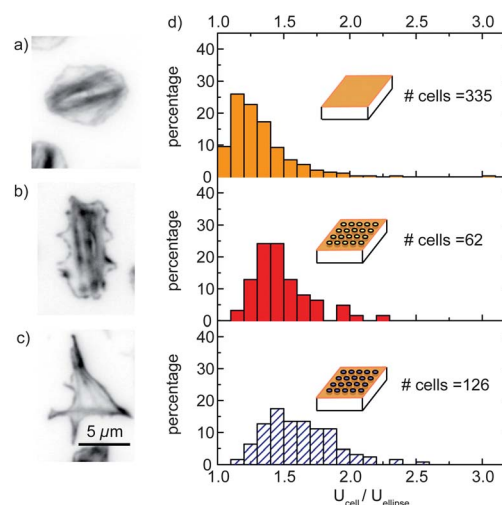 a)
b)
c)
5 µm
d)
1.0 1.5 2.0 2.5 3.0
percentage
40
30
20
10
0
# cells =335
percentage
40
30
20
10
0
# cells =62
percentage
40
30
20
10
0
# cells =126
1.0 1.5 2.0 2.5 3.0
U_cell / U_ellipse